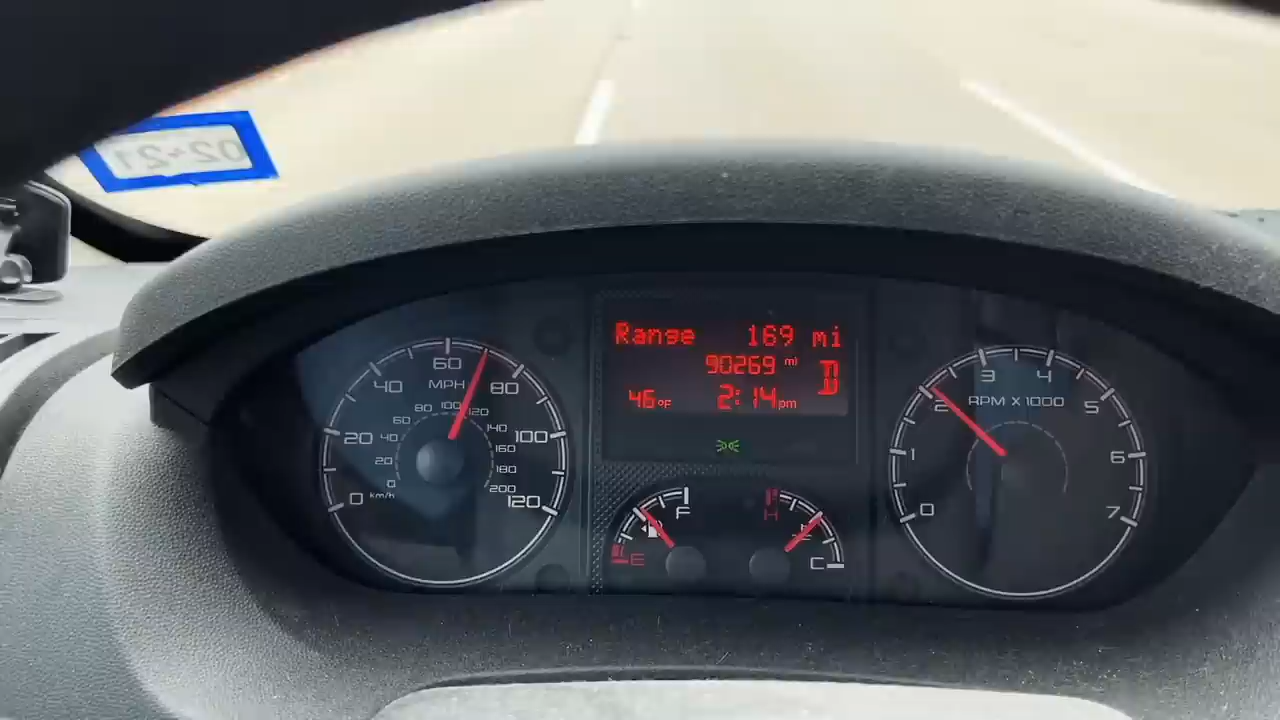 02-21
Range 169 mi
90269 mi
D
46°F 2:14 pm
0 20 40 60 80 100 120
MPH
0 20 40 60 80 100 120 140 160 180 200
km/h
E F
H C
0 1 2 3 4 5 6 7
RPM X 1000